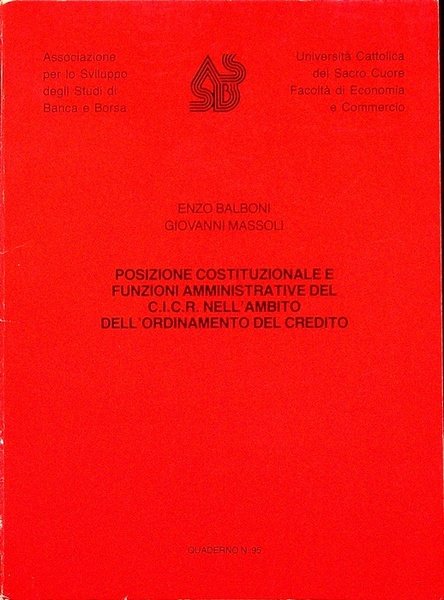 Associazione
per lo Sviluppo
degli Studi di
Banca e Borsa
ASSBB
Università Cattolica
del Sacro Cuore
Facoltà di Economia
e Commercio
ENZO BALBONI
GIOVANNI MASSOLI
POSIZIONE COSTITUZIONALE E
FUNZIONI AMMINISTRATIVE DEL
C.I.C.R. NELL'AMBITO
DELL'ORDINAMENTO DEL CREDITO
QUADERNO N. 95